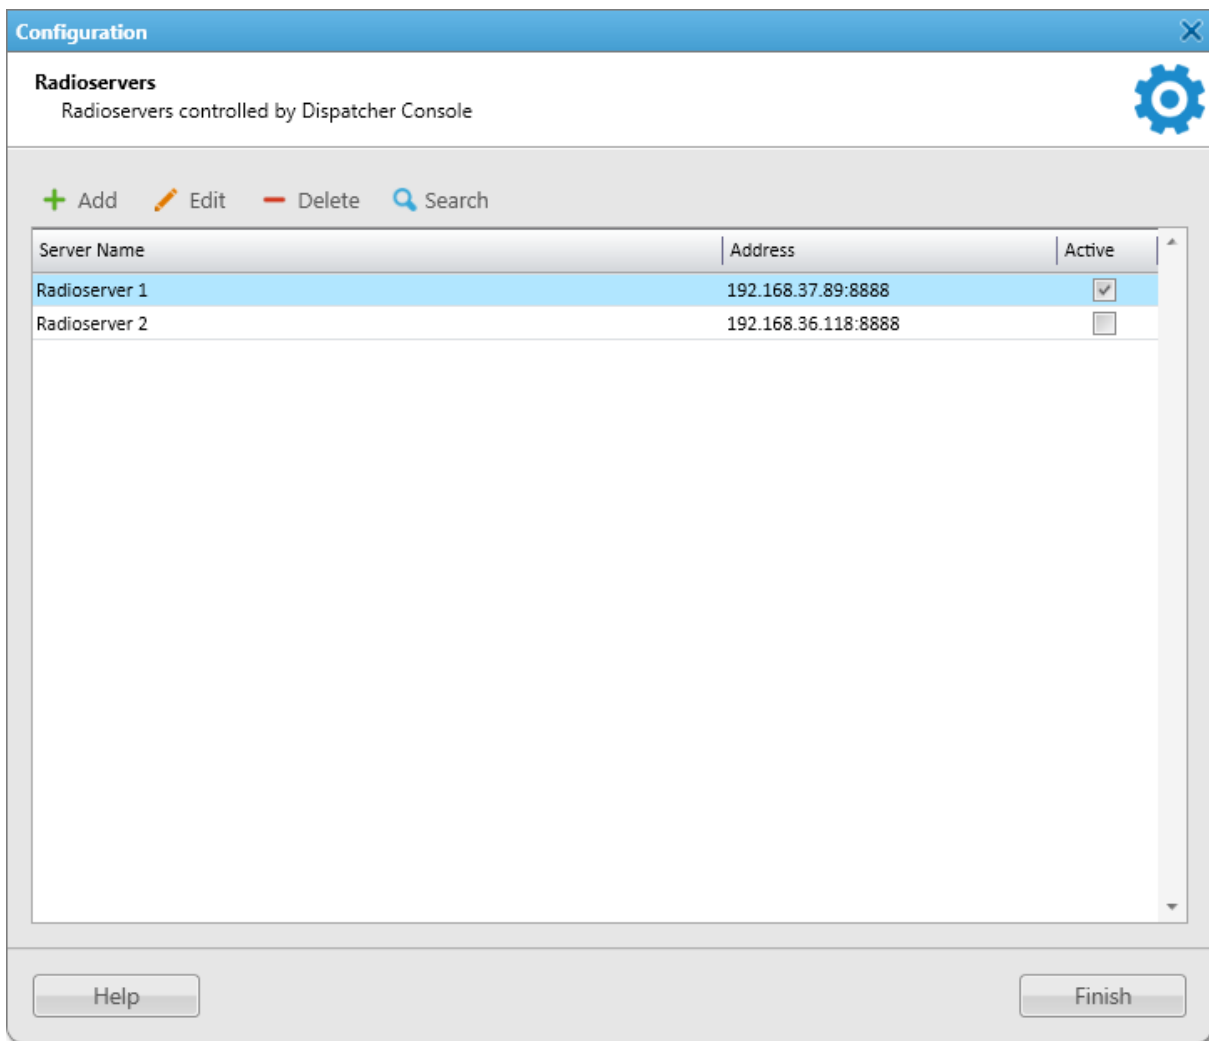 Configuration
Radioservers
Radioservers controlled by Dispatcher Console
Add Edit Delete Search
Server Name Address Active
Radioserver 1 192.168.37.89:8888
Radioserver 2 192.168.36.118:8888
Help Finish